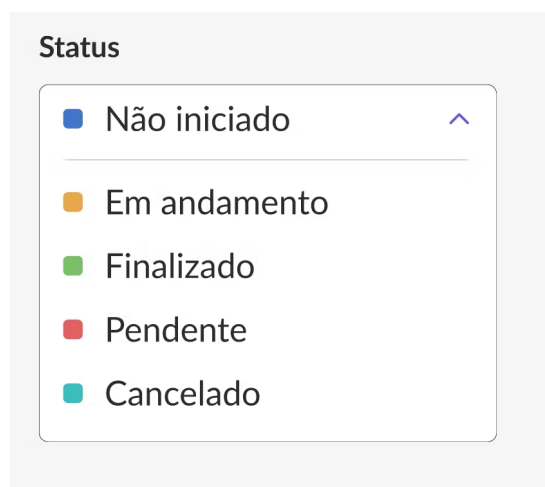 Status
Não iniciado
Em andamento
Finalizado
Pendente
Cancelado